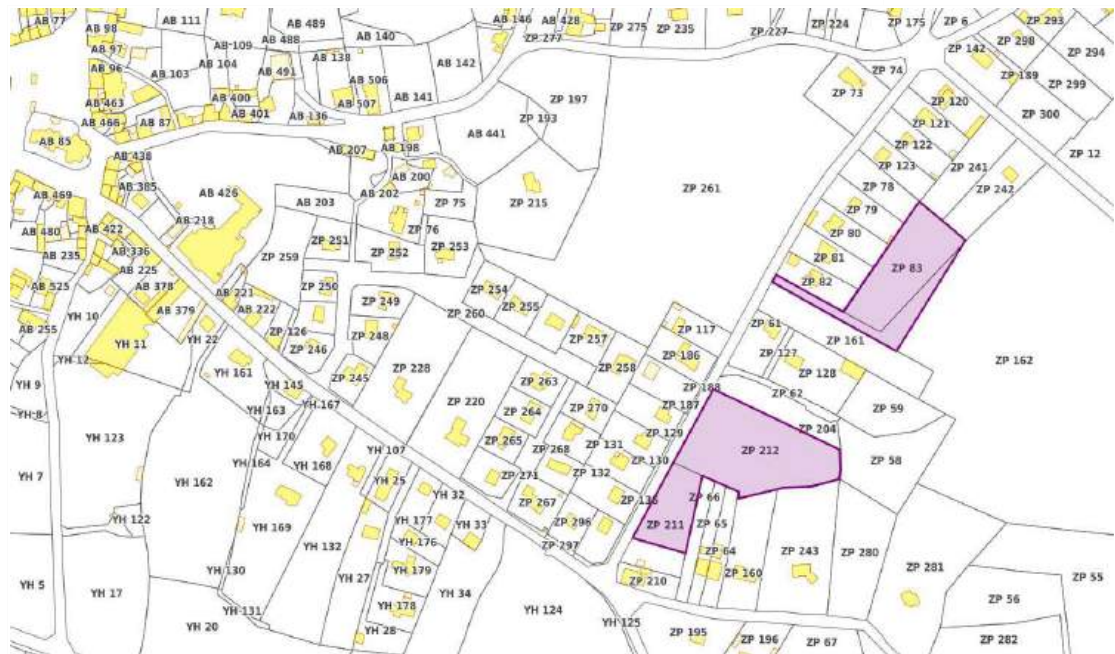 AB 77
AB 98
AB 111
AB 489
AB 146
AB 428
ZP 275
ZP 235
ZP 224
ZP 175
ZP 6
ZP 293
AB 97
AB 109
AB 488
AB 140
ZP 277
ZP 227
ZP 142
ZP 298
ZP 294
AB 96
AB 103
AB 104
AB 491
AB 138
AB 506
AB 142
ZP 74
ZP 73
ZP 189
ZP 299
AB 463
AB 400
AB 507
AB 141
ZP 197
ZP 120
AB 466
AB 87
AB 401
AB 136
ZP 193
ZP 121
ZP 300
AB 85
AB 441
ZP 122
AB 438
AB 207
AB 198
ZP 123
ZP 241
ZP 12
AB 385
AB 426
AB 200
ZP 261
ZP 78
ZP 242
AB 469
AB 202
AB 203
ZP 75
ZP 215
ZP 79
AB 480
AB 422
AB 218
ZP 76
ZP 80
AB 235
AB 336
ZP 251
ZP 252
ZP 253
ZP 81
ZP 83
AB 225
ZP 259
ZP 82
AB 525
AB 378
AB 221
ZP 250
ZP 254
AB 379
AB 222
ZP 249
ZP 255
AB 255
YH 10
ZP 260
ZP 117
ZP 61
ZP 161
YH 11
YH 22
ZP 126
ZP 246
ZP 248
ZP 257
ZP 186
ZP 127
ZP 162
YH 12
YH 161
ZP 245
ZP 228
ZP 258
ZP 128
YH 9
YH 145
ZP 263
ZP 188
ZP 62
YH 8
YH 163
YH 167
ZP 220
ZP 264
ZP 270
ZP 187
ZP 59
YH 123
YH 170
ZP 265
ZP 131
ZP 129
ZP 204
YH 7
YH 164
YH 168
YH 107
ZP 268
ZP 130
ZP 212
ZP 58
YH 162
YH 25
ZP 271
ZP 132
YH 122
YH 169
YH 32
ZP 267
ZP 66
YH 177
YH 33
ZP 296
ZP 211
ZP 65
YH 132
YH 176
ZP 297
ZP 64
ZP 243
ZP 280
YH 5
YH 130
YH 179
ZP 210
ZP 160
ZP 281
ZP 55
YH 17
YH 27
YH 34
YH 131
YH 178
YH 124
YH 125
ZP 56
YH 20
YH 28
ZP 195
ZP 196
ZP 67
ZP 282